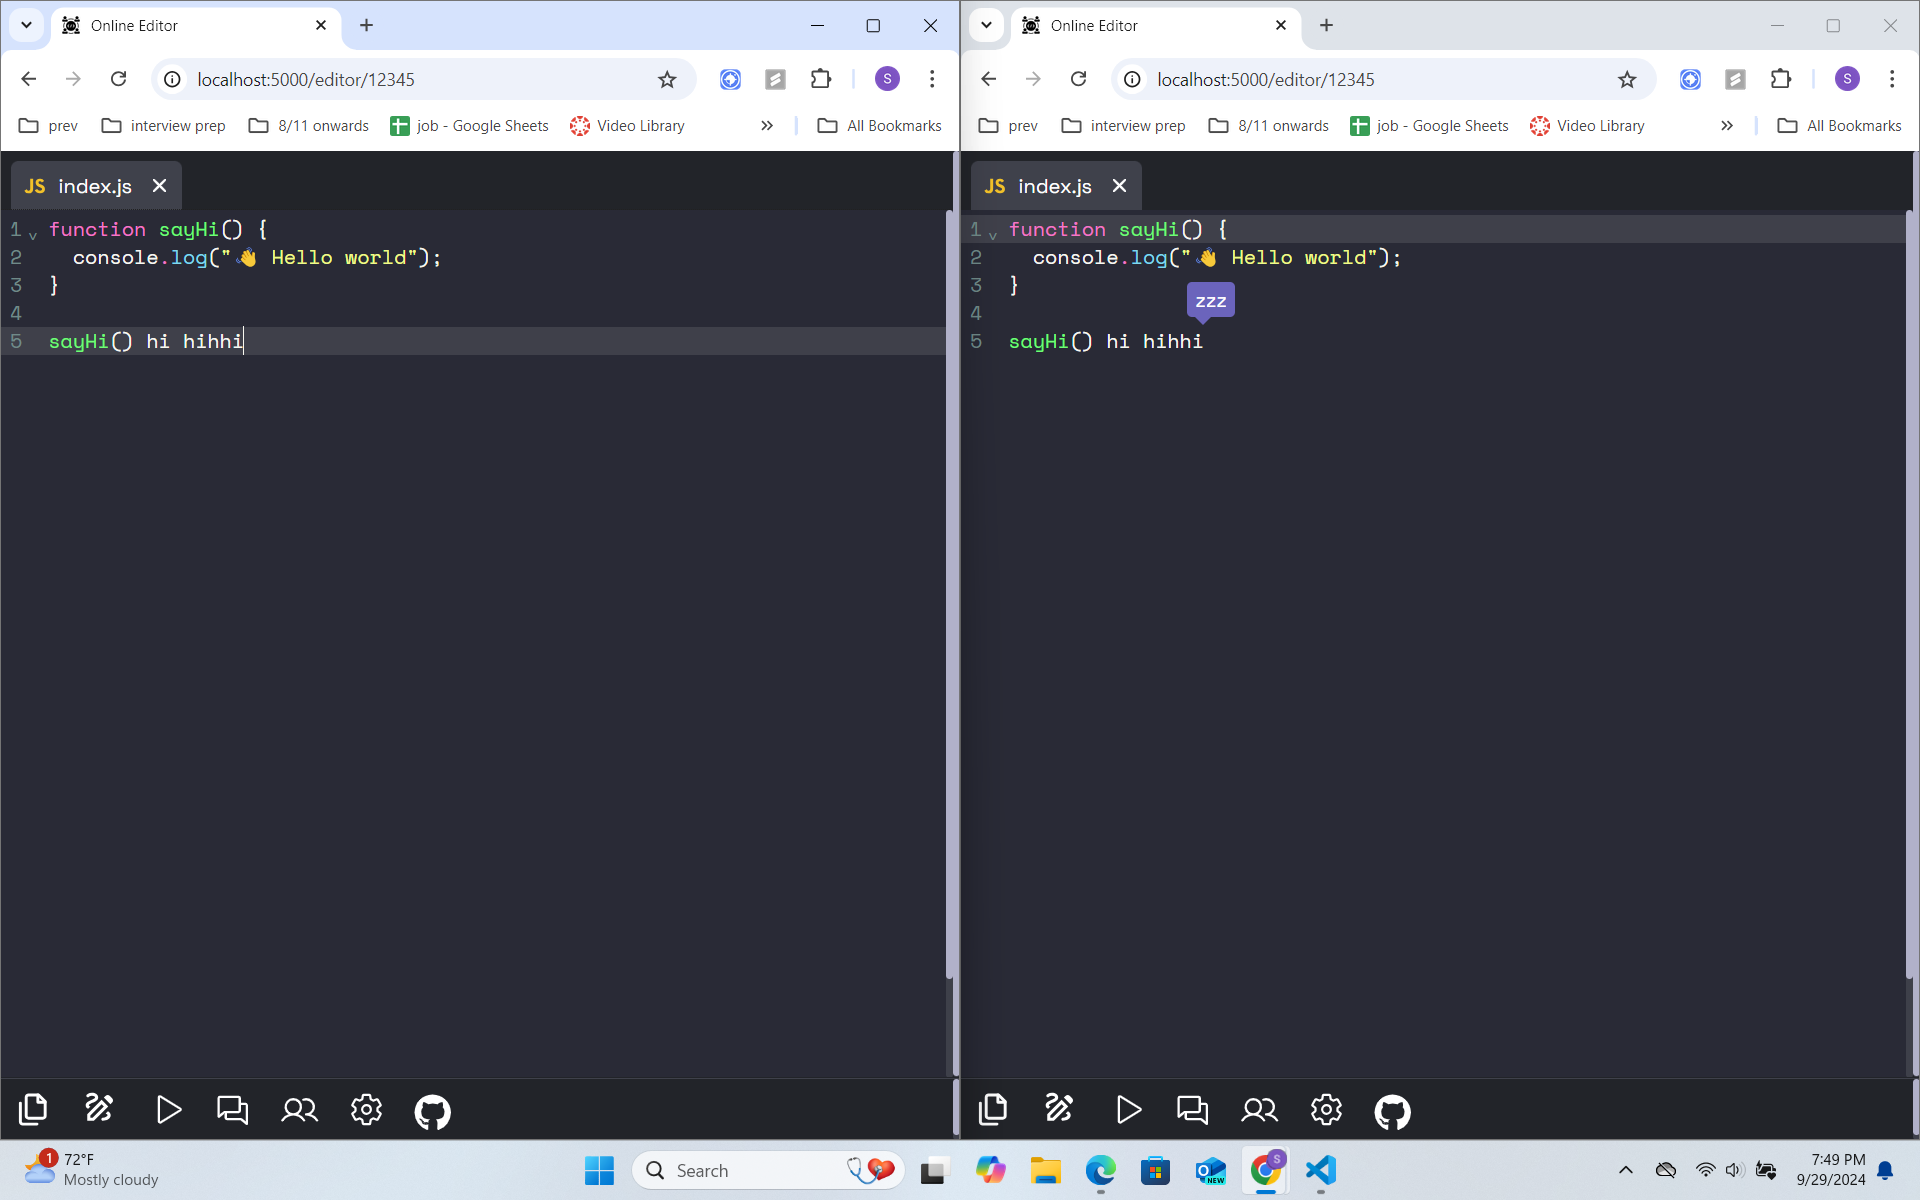 Online Editor
localhost:5000/editor/12345
S
prev interview prep 8/11 onwards job - Google Sheets Video Library » All Bookmarks
JS index.js
1 function sayHi() {
2 console.log("👋 Hello world");
3 }
4
5 sayHi() hi hihhi
Online Editor
localhost:5000/editor/12345
S
prev interview prep 8/11 onwards job - Google Sheets Video Library » All Bookmarks
JS index.js
1 function sayHi() {
2 console.log("👋 Hello world");
3 }
zzz
4
5 sayHi() hi hihhi
1
72°F
Mostly cloudy
Search
NEW
S
7:49 PM
9/29/2024